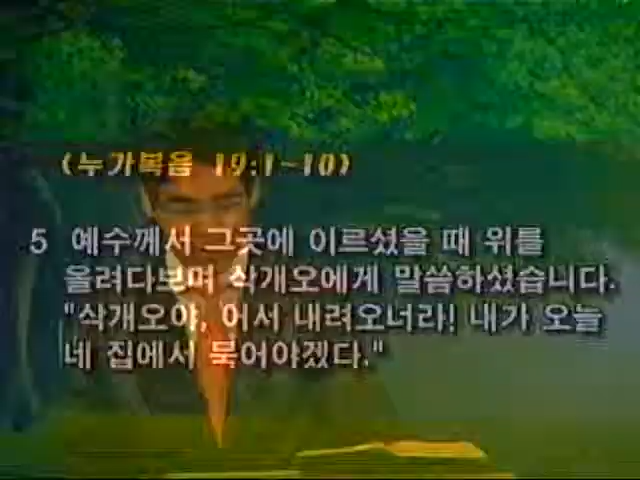 (누가복음 19:1~10)
5 예수께서 그곳에 이르셨을 때 위를
올려다보며 삭개오에게 말씀하셨습니다.
"삭개오야, 어서 내려오너라! 내가 오늘
네 집에서 묵어야겠다."